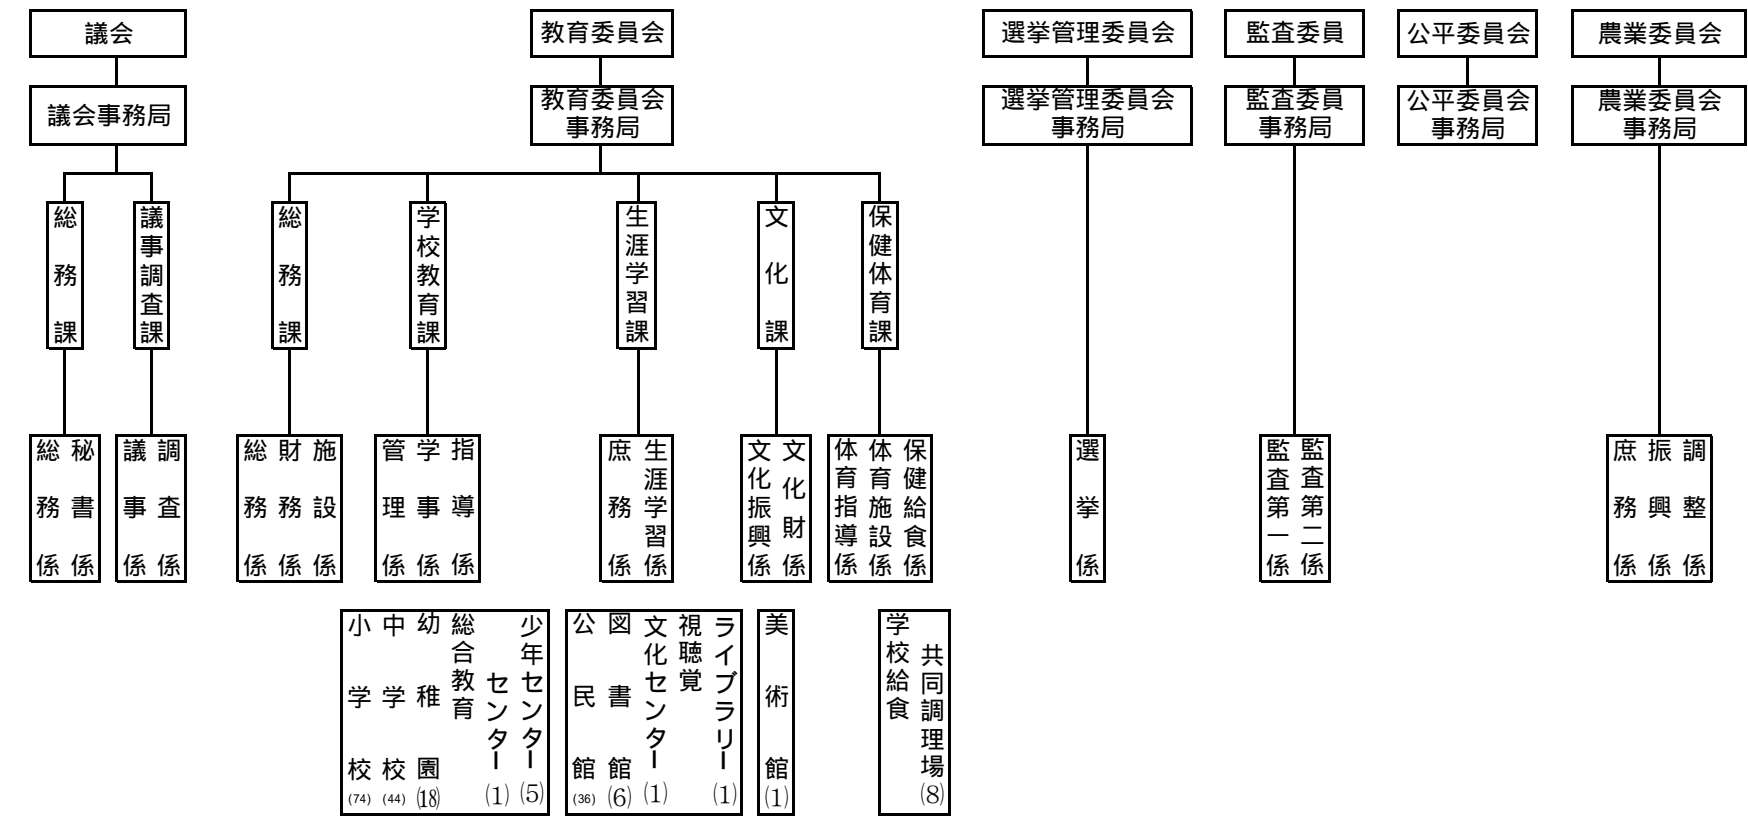 議会
教育委員会
選挙管理委員会
監査委員
公平委員会
農業委員会
議会事務局
教育委員会
事務局
選挙管理委員会
事務局
監査委員
事務局
公平委員会
事務局
農業委員会
事務局
総務課
議事調査課
総務課
学校教育課
生涯学習課
文化課
保健体育課
総務係
秘書係
議事係
調査係
総務係
財務係
施設係
管理係
学事係
指導係
庶務係
生涯学習係
文化振興係
文化財係
体育指導係
体育施設係
保健給食係
選挙係
監査第一係
監査第二係
庶務係
振興係
調整係
小学校(74)
中学校(44)
幼稚園(18)
総合教育
センター(1)
少年センター(5)
公民館(36)
図書館(6)
文化センター(1)
視聴覚
ライブラリー(1)
美術館(1)
学校給食
共同調理場(8)